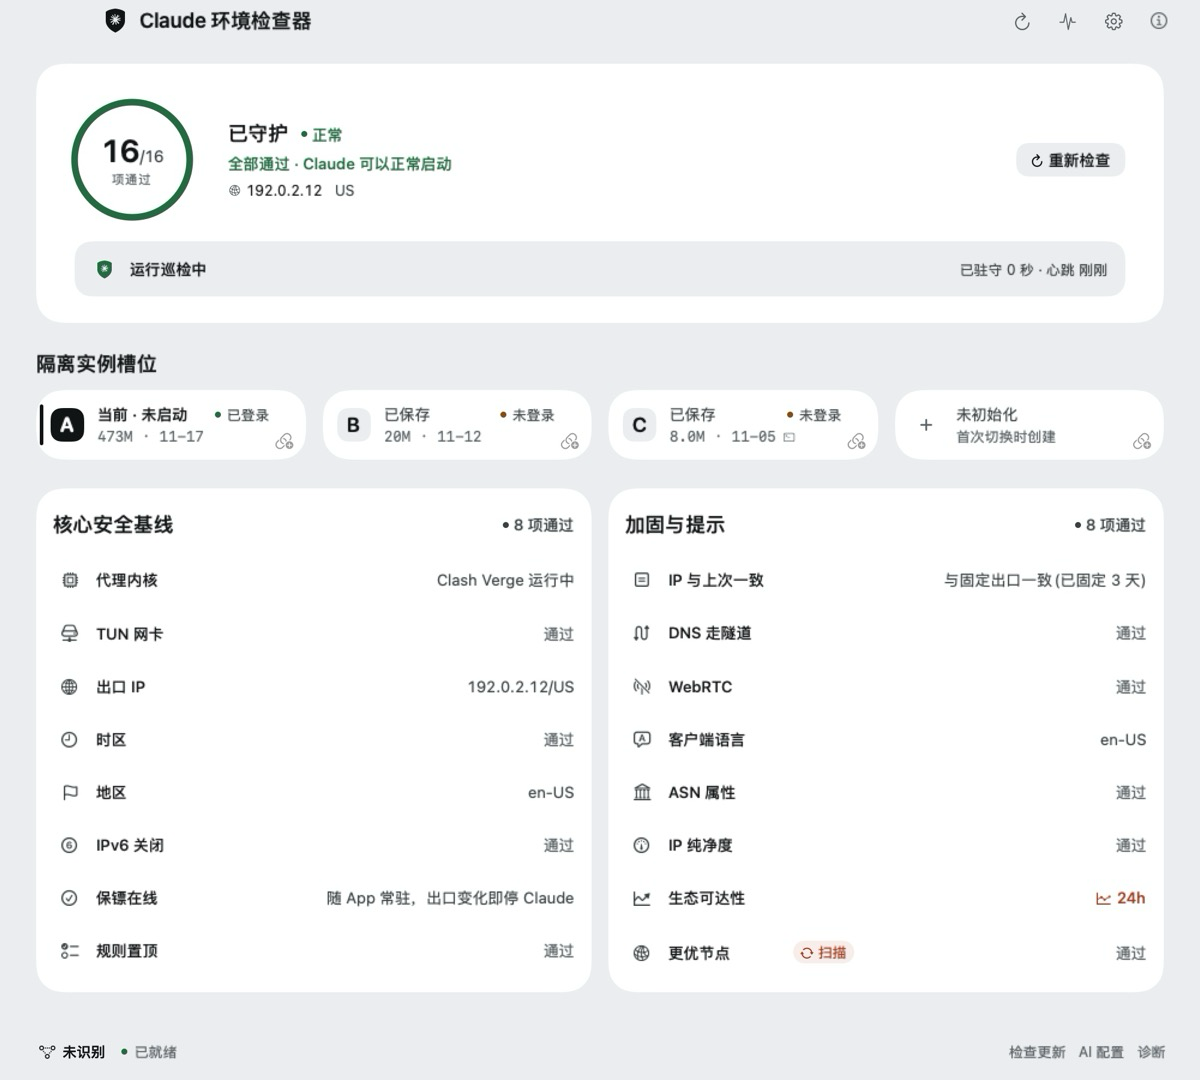 Claude 环境检查器
16/16
项通过
已守护 • 正常
全部通过 · Claude 可以正常启动
192.0.2.12 US
重新检查
运行巡检中
已驻守 0 秒 · 心跳 刚刚
隔离实例槽位
A
当前 · 未启动 • 已登录
473M · 11-17
B
已保存 • 未登录
20M · 11-12
C
已保存 • 未登录
8.0M · 11-05
+
未初始化
首次切换时创建
核心安全基线 • 8 项通过
代理内核 Clash Verge 运行中
TUN 网卡 通过
出口 IP 192.0.2.12/US
时区 通过
地区 en-US
IPv6 关闭 通过
保镖在线 随 App 常驻，出口变化即停 Claude
规则置顶 通过
加固与提示 • 8 项通过
IP 与上次一致 与固定出口一致 (已固定 3 天)
DNS 走隧道 通过
WebRTC 通过
客户端语言 en-US
ASN 属性 通过
IP 纯净度 通过
生态可达性 24h
更优节点 扫描 通过
未识别 • 已就绪
检查更新 AI 配置 诊断